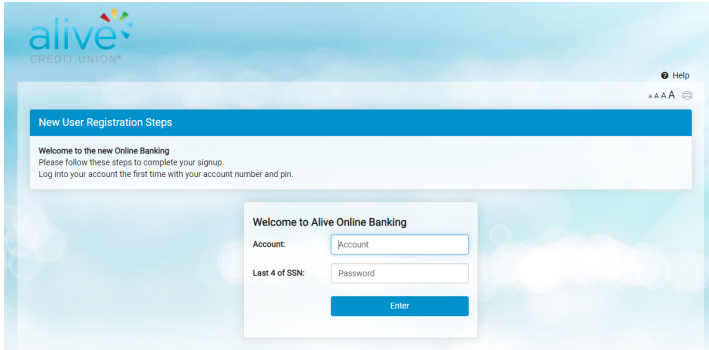 alive
CREDIT UNION®
Help
A A A A
New User Registration Steps
Welcome to the new Online Banking
Please follow these steps to complete your signup.
Log into your account the first time with your account number and pin.
Welcome to Alive Online Banking
Account: Account
Last 4 of SSN: Password
Enter